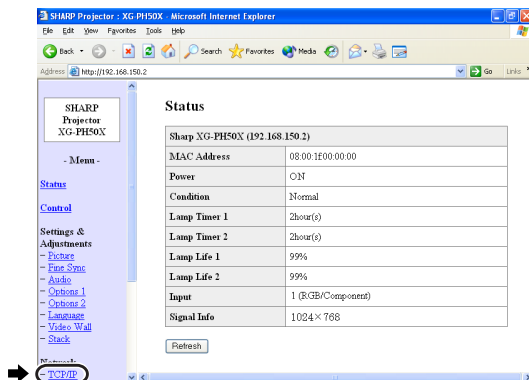 SHARP Projector : XG-PH50X - Microsoft Internet Explorer
File Edit View Favorites Tools Help
Back Search Favorites Media
Address http://192.168.150.2 Go Links
SHARP
Projector
XG-PH50X
- Menu -
Status
Control
Settings &
Adjustments
- Picture
- Fine Sync
- Audio
- Options 1
- Options 2
- Language
- Video Wall
- Stack
Network
- TCP/IP
Status
Sharp XG-PH50X (192.168.150.2)
MAC Address 08:00:1f:00:00:00
Power ON
Condition Normal
Lamp Timer 1 2hour(s)
Lamp Timer 2 2hour(s)
Lamp Life 1 99%
Lamp Life 2 99%
Input 1 (RGB/Component)
Signal Info 1024×768
Refresh